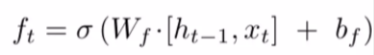 f_t = σ (W_f · [h_{t−1}, x_t] + b_f)